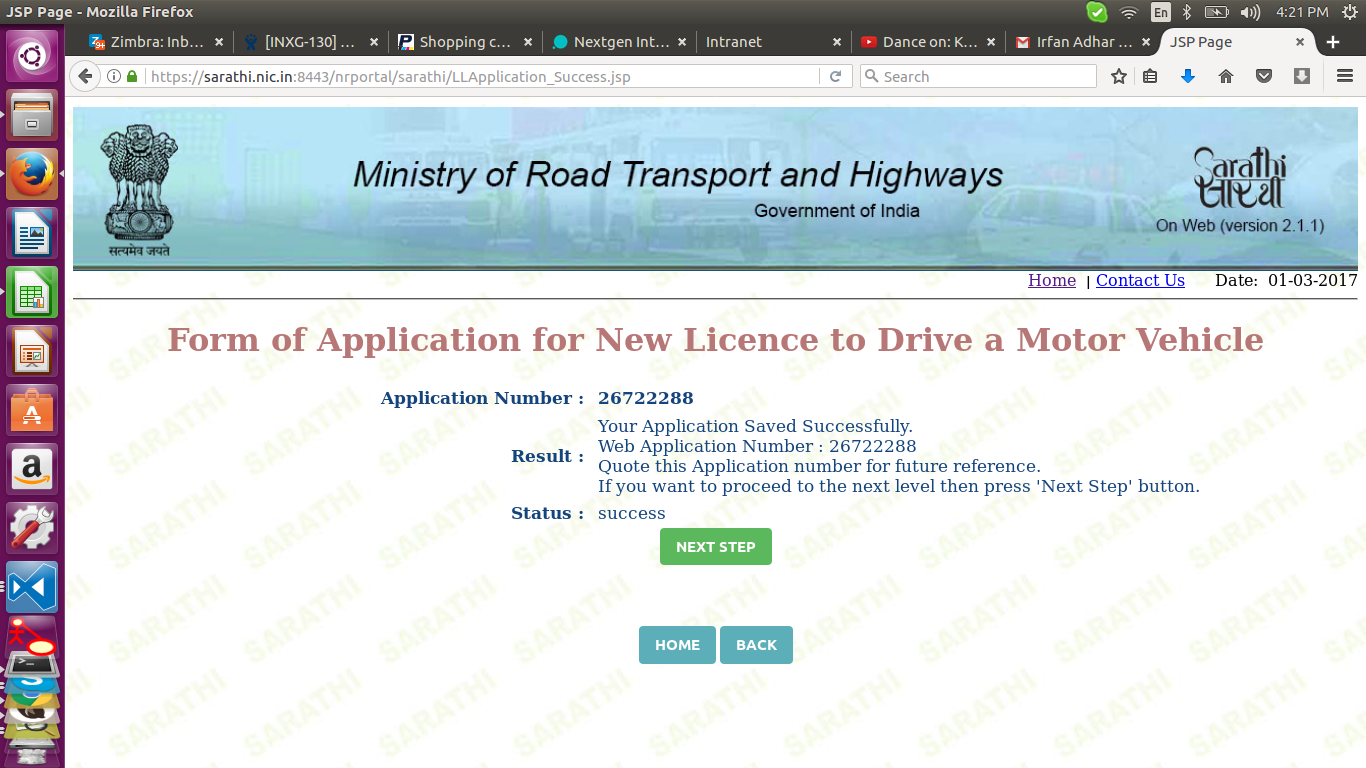 JSP Page - Mozilla Firefox
En
4:21 PM
Zimbra: Inb...
[INXG-130] ...
Shopping c...
Nextgen Int...
Intranet
Dance on: K...
Irfan Adhar ...
JSP Page
https://sarathi.nic.in:8443/nrportal/sarathi/LLApplication_Success.jsp
Search
Ministry of Road Transport and Highways
Government of India
सत्यमेव जयते
Sarathi
सारथी
On Web (version 2.1.1)
Home | Contact Us Date: 01-03-2017
Form of Application for New Licence to Drive a Motor Vehicle
Application Number : 26722288
Result :
Your Application Saved Successfully.
Web Application Number : 26722288
Quote this Application number for future reference.
If you want to proceed to the next level then press 'Next Step' button.
Status : success
NEXT STEP
HOME BACK
SARATHI